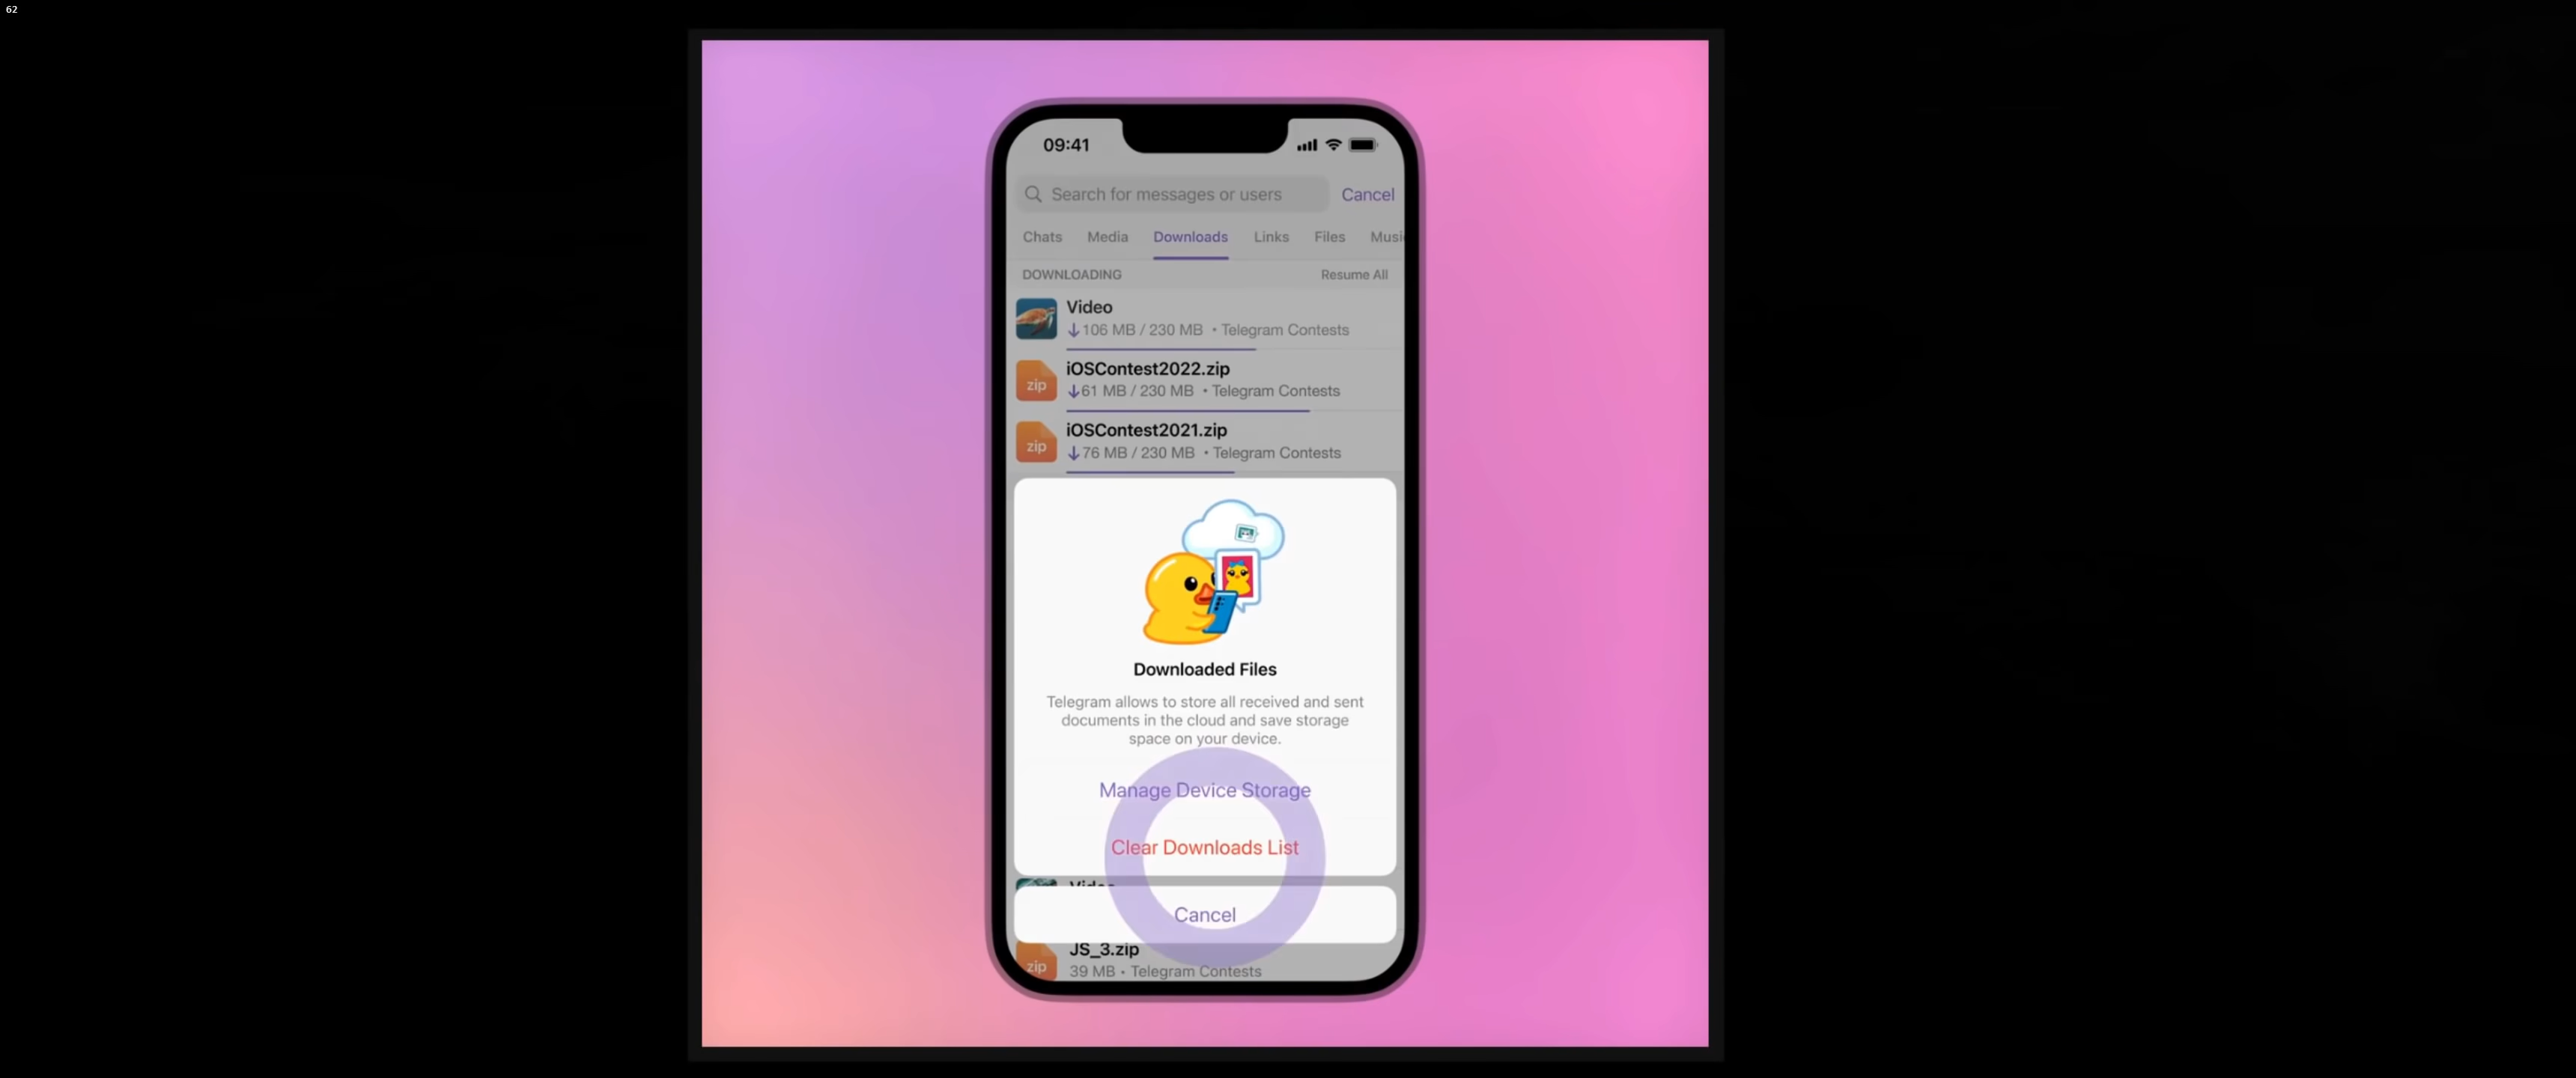 62
09:41
Search for messages or users Cancel
Chats Media Downloads Links Files Musi
DOWNLOADING Resume All
Video
106 MB / 230 MB • Telegram Contests
zip
iOSContest2022.zip
61 MB / 230 MB • Telegram Contests
zip
iOSContest2021.zip
76 MB / 230 MB • Telegram Contests
Downloaded Files
Telegram allows to store all received and sent
documents in the cloud and save storage
space on your device.
Manage Device Storage
Clear Downloads List
Video
Cancel
zip
JS_3.zip
39 MB • Telegram Contests